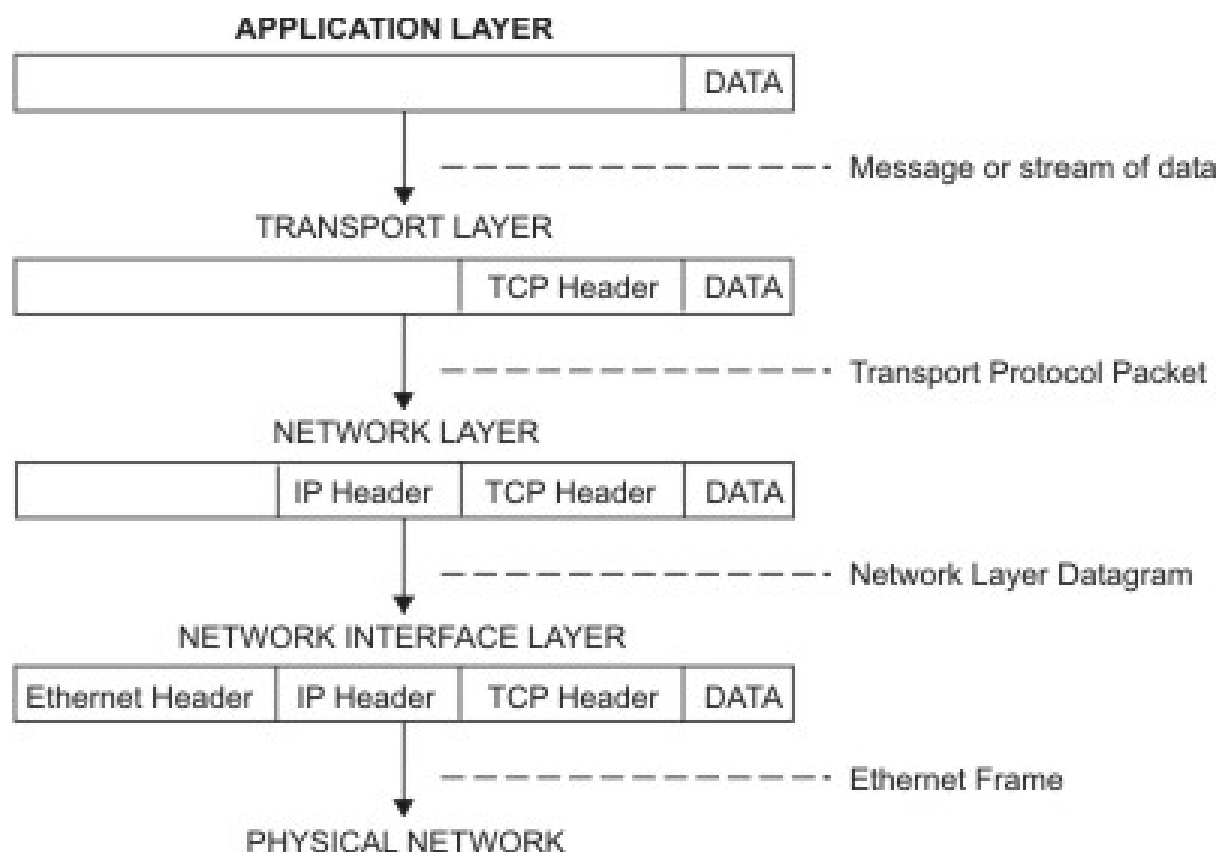 APPLICATION LAYER
DATA
Message or stream of data
TRANSPORT LAYER
TCP Header DATA
Transport Protocol Packet
NETWORK LAYER
IP Header TCP Header DATA
Network Layer Datagram
NETWORK INTERFACE LAYER
Ethernet Header IP Header TCP Header DATA
Ethernet Frame
PHYSICAL NETWORK